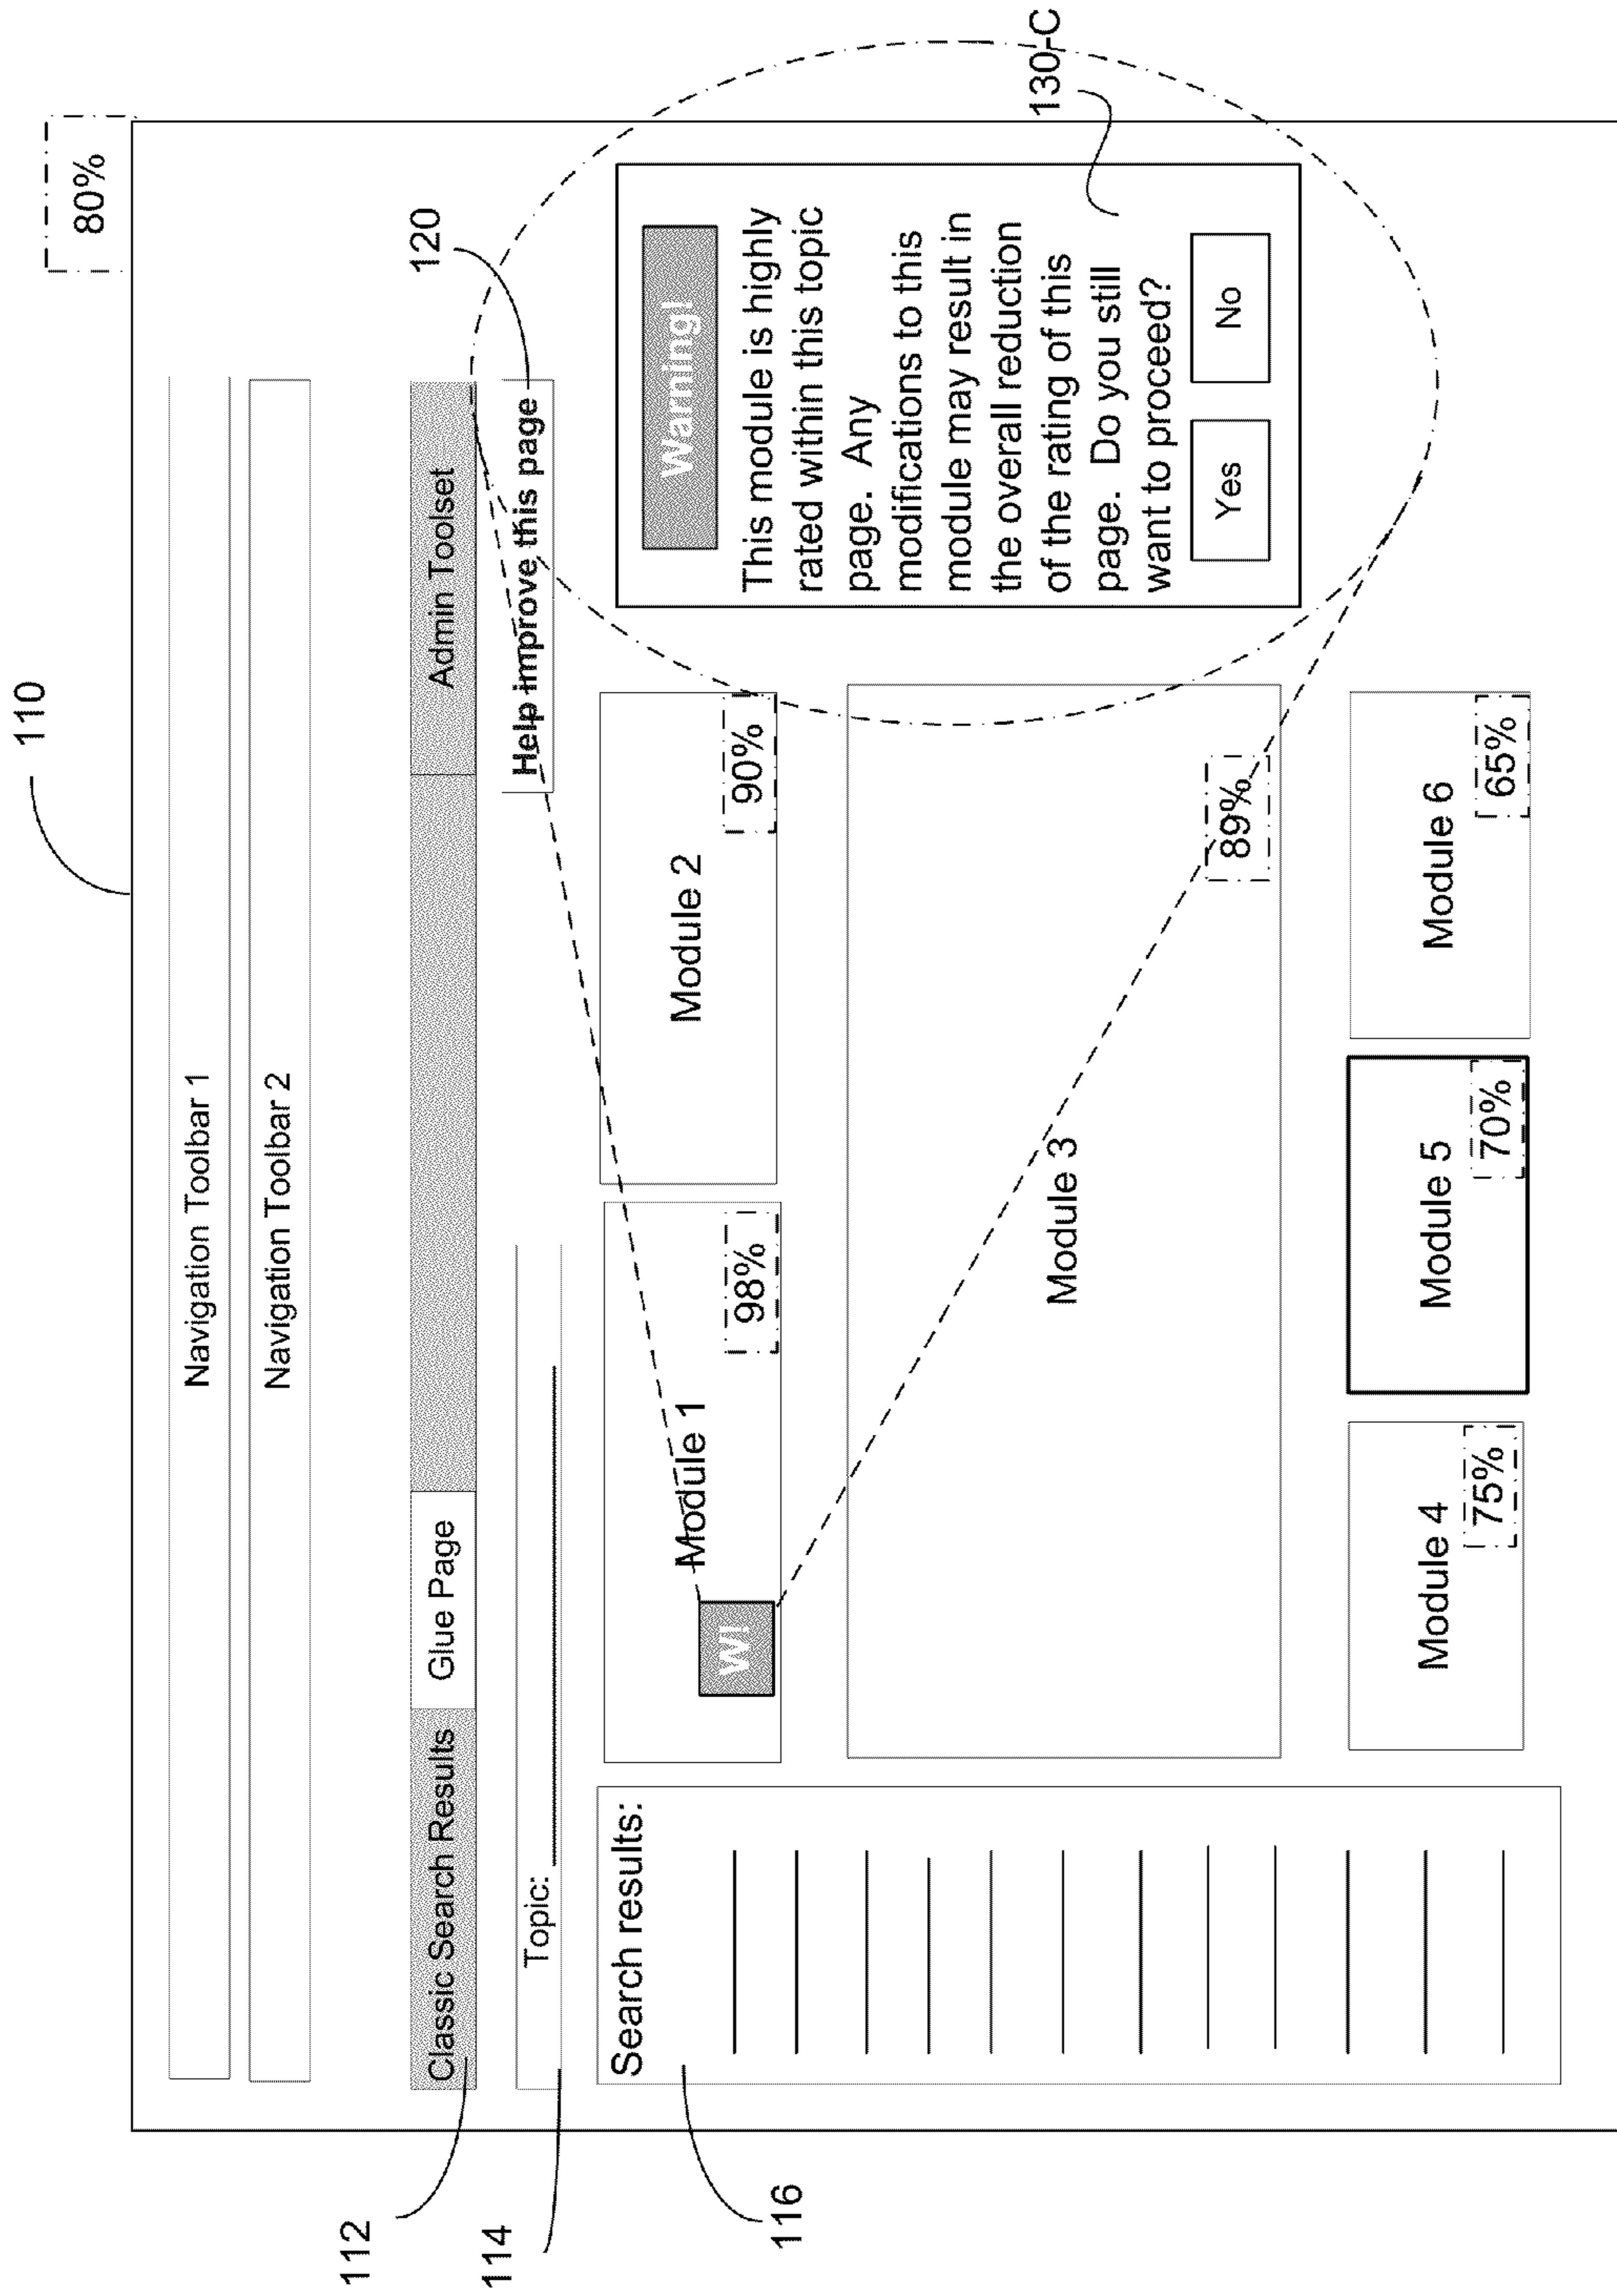 110
80%
Navigation Toolbar 1
Navigation Toolbar 2
112
Classic Search Results
Glue Page
Admin Toolset
120
114
Topic:
Help improve this page
116
Search results:
Module 1
W!
98%
Module 2
90%
Module 3
89%
Module 4
75%
Module 5
70%
Module 6
65%
Warning!
This module is highly
rated within this topic
page. Any
modifications to this
module may result in
the overall reduction
of the rating of this
page. Do you still
want to proceed?
Yes
No
130-C